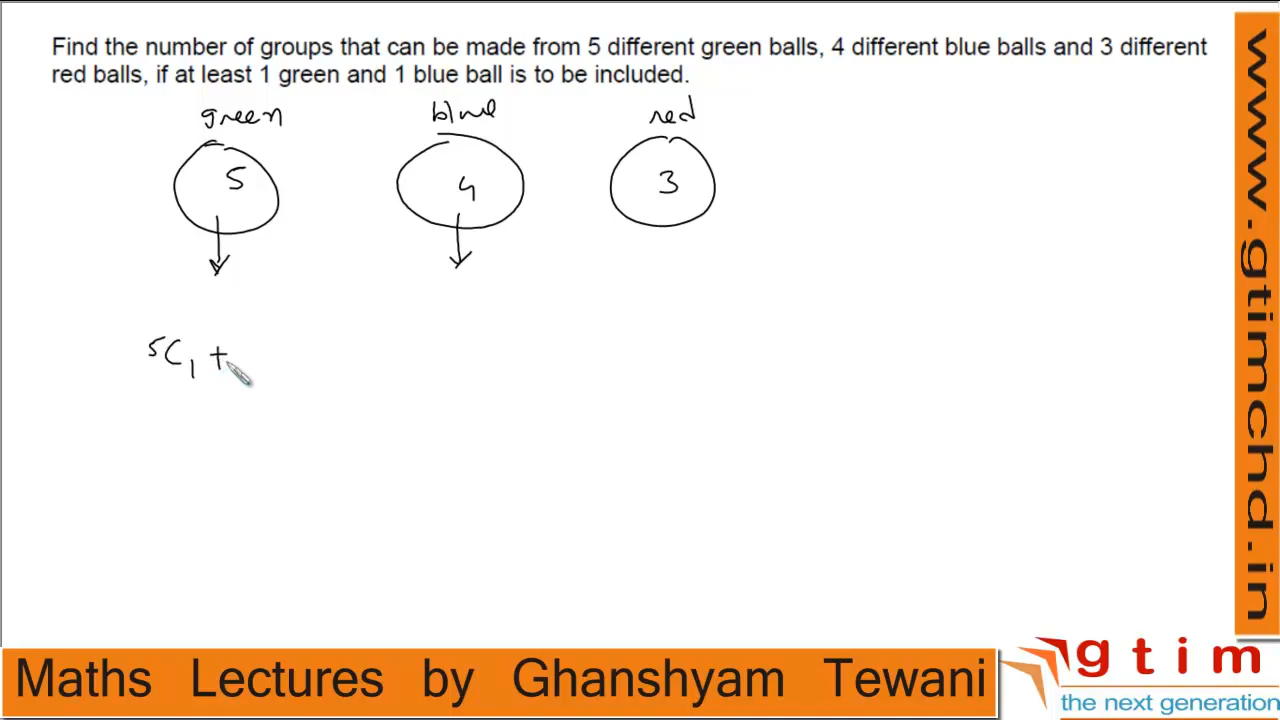 Find the number of groups that can be made from 5 different green balls, 4 different blue balls and 3 different
red balls, if at least 1 green and 1 blue ball is to be included.
green blue red
5 4 3
⁵C₁ +
Maths Lectures by Ghanshyam Tewani
gtim
the next generation
www.gtimchd.in